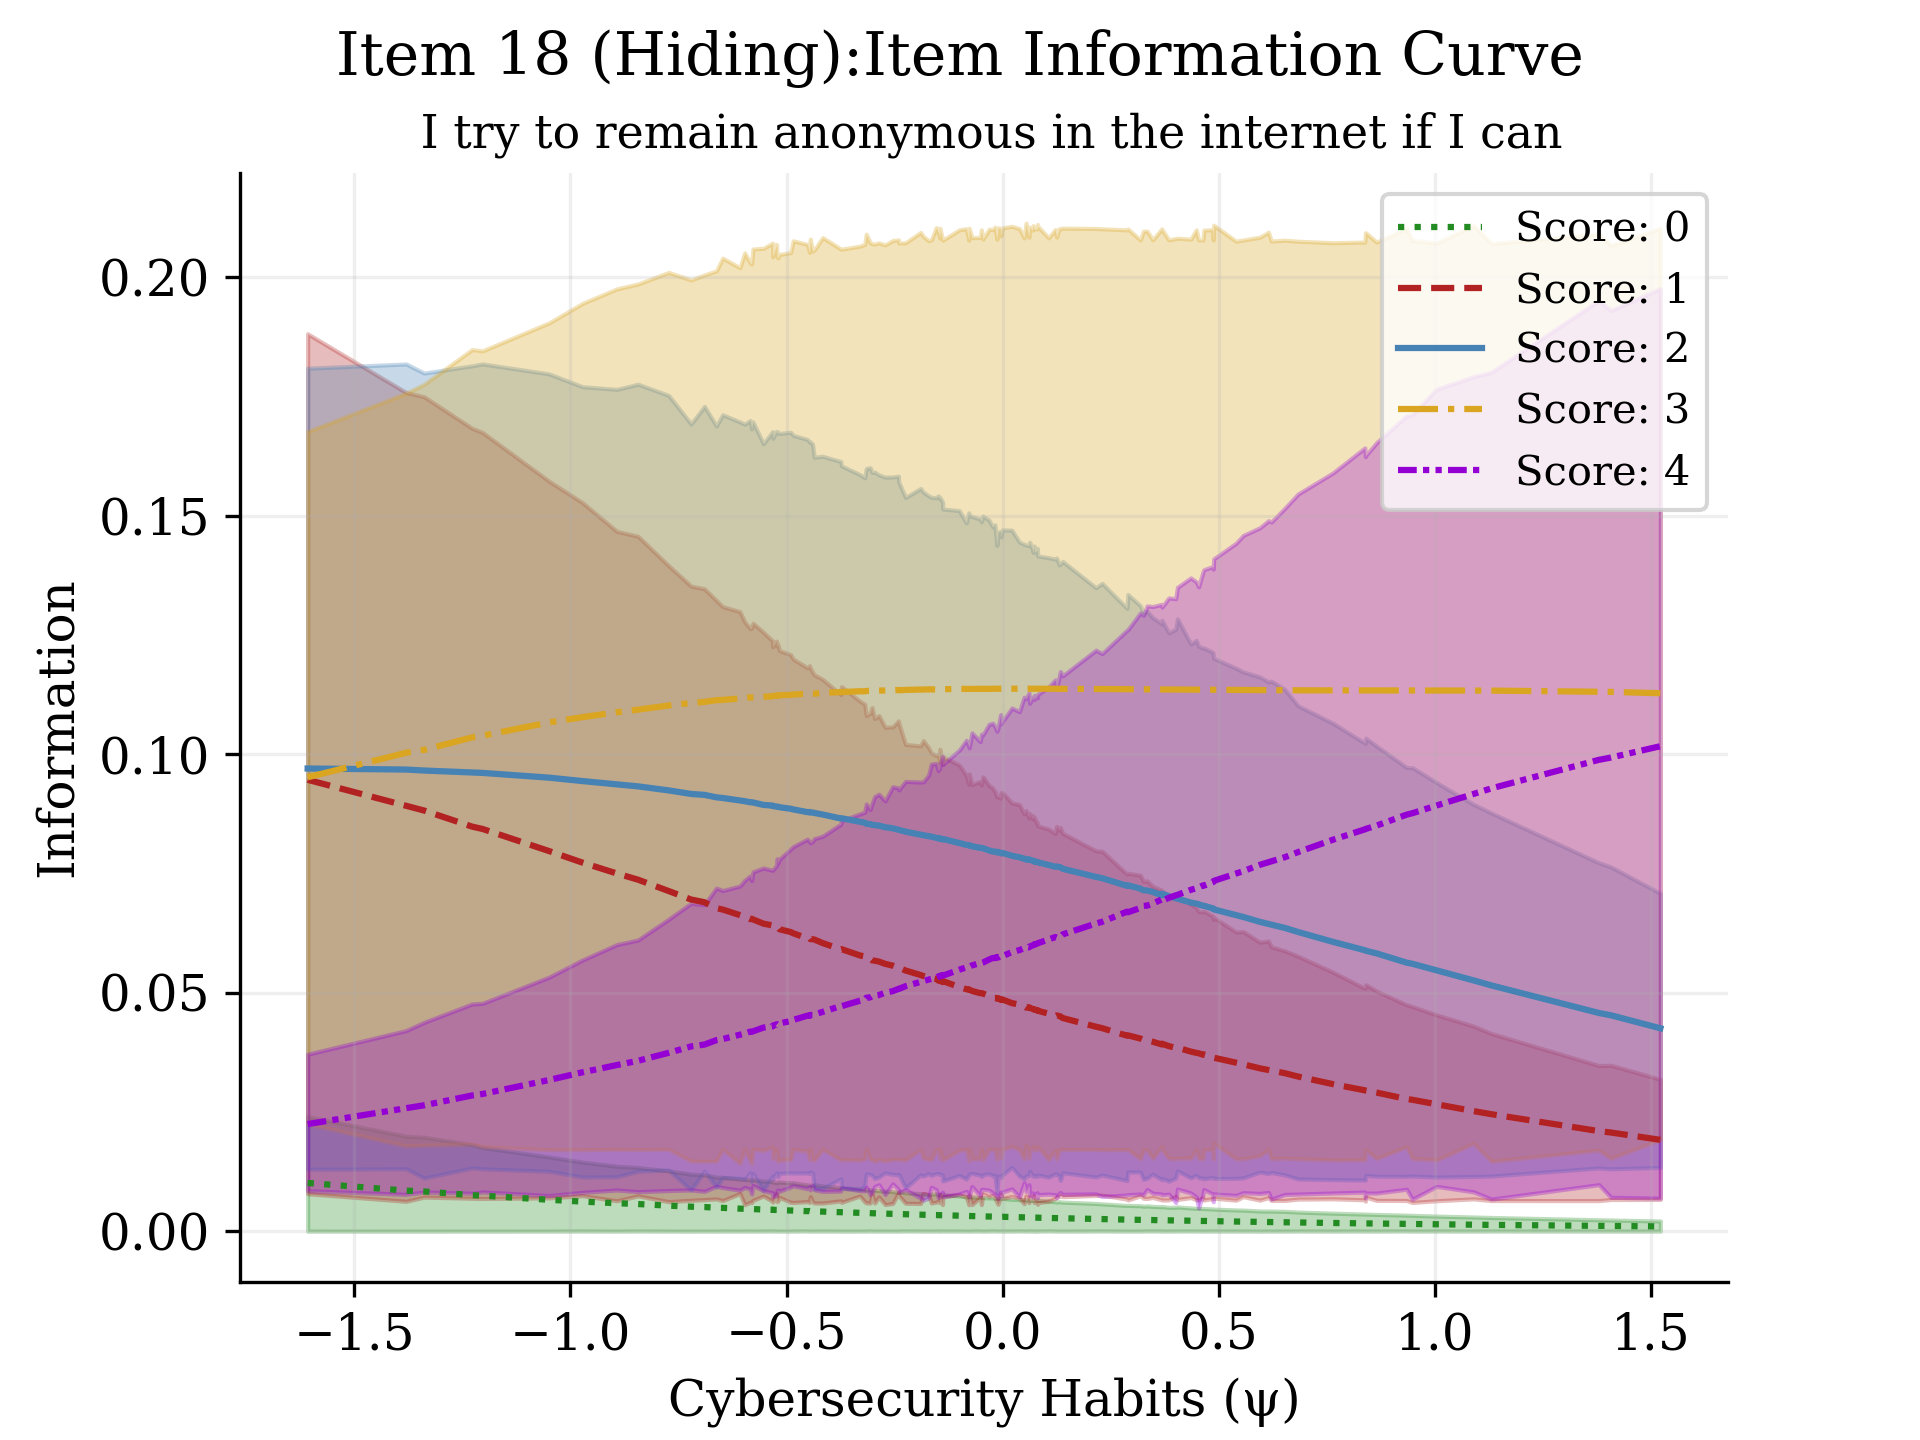 Item 18 (Hiding):Item Information Curve
I try to remain anonymous in the internet if I can
Score: 0
Score: 1
Score: 2
Score: 3
Score: 4
Information
0.20
0.15
0.10
0.05
0.00
−1.5 −1.0 −0.5 0.0 0.5 1.0 1.5
Cybersecurity Habits (ψ)